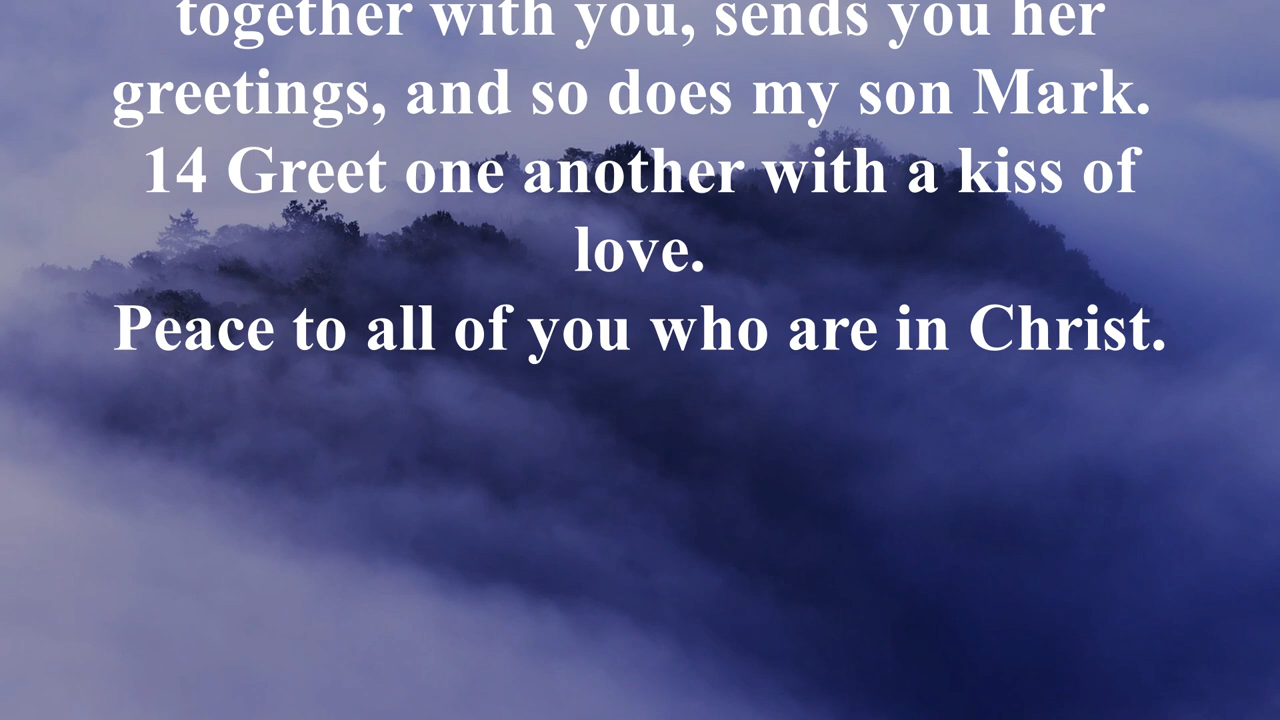 together with you, sends you her
greetings, and so does my son Mark.
14 Greet one another with a kiss of
love.
Peace to all of you who are in Christ.